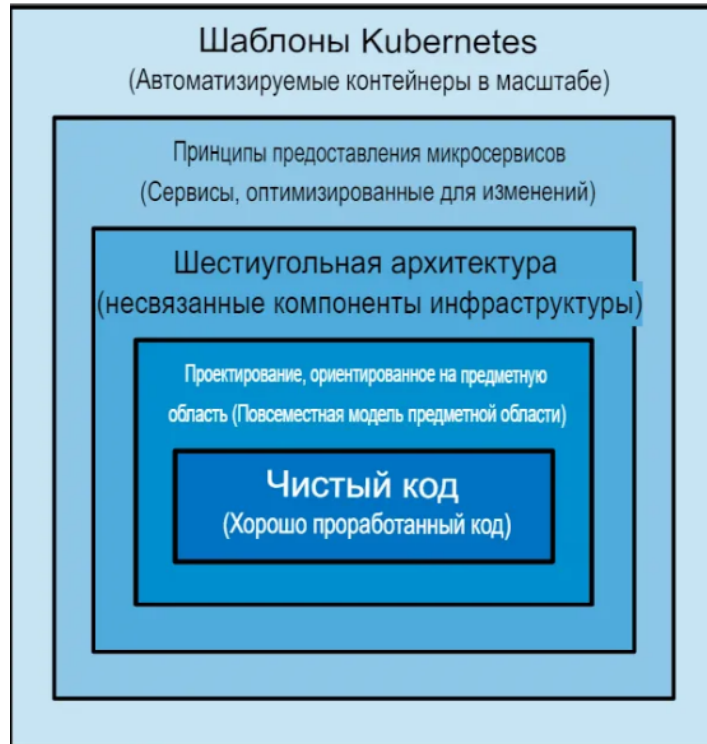 Шаблоны Kubernetes
(Автоматизируемые контейнеры в масштабе)
Принципы предоставления микросервисов
(Сервисы, оптимизированные для изменений)
Шестиугольная архитектура
(несвязанные компоненты инфраструктуры)
Проектирование, ориентированное на предметную
область (Повсеместная модель предметной области)
Чистый код
(Хорошо проработанный код)